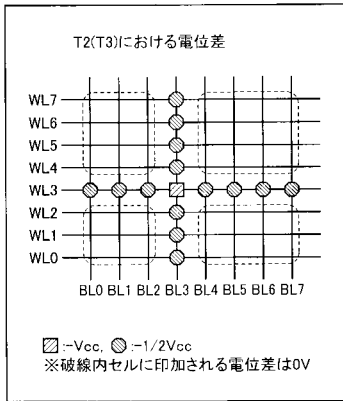 T2(T3)における電位差
WL7
WL6
WL5
WL4
WL3
WL2
WL1
WL0
BL0 BL1 BL2 BL3 BL4 BL5 BL6 BL7
:-Vcc, :-1/2Vcc
※破線内セルに印加される電位差は0V